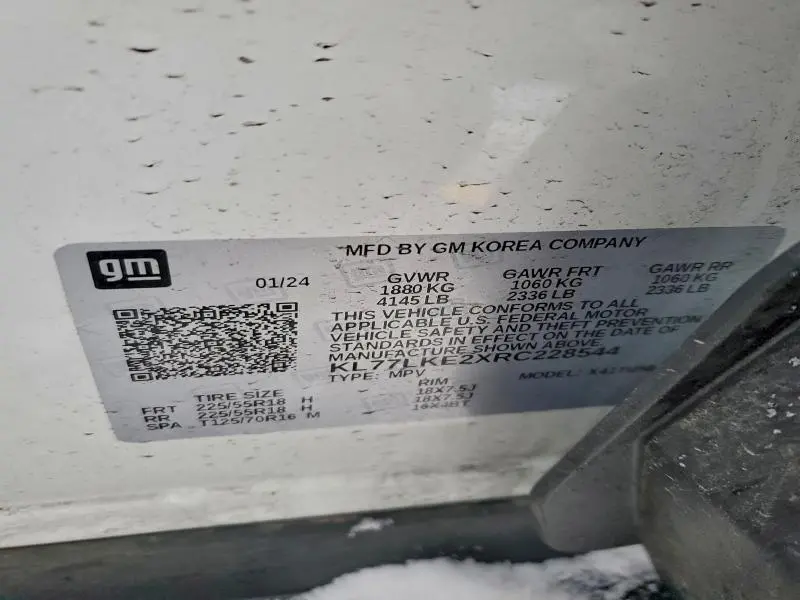 gm
MFD BY GM KOREA COMPANY
01/24
GVWR GAWR FRT GAWR RR
1880 KG 1060 KG 1060 KG
4145 LB 2336 LB 2336 LB
THIS VEHICLE CONFORMS TO ALL
APPLICABLE U.S. FEDERAL MOTOR
VEHICLE SAFETY AND THEFT PREVENTION
STANDARDS IN EFFECT ON THE DATE OF
MANUFACTURE SHOWN ABOVE.
KL77LKE2XRC228544
TYPE: MPV MODEL:
TIRE SIZE RIM
FRT 225/55R18 H 18X7.5J
RR 225/55R18 H 18X7.5J
SPA T125/70R16 M 16X4BT